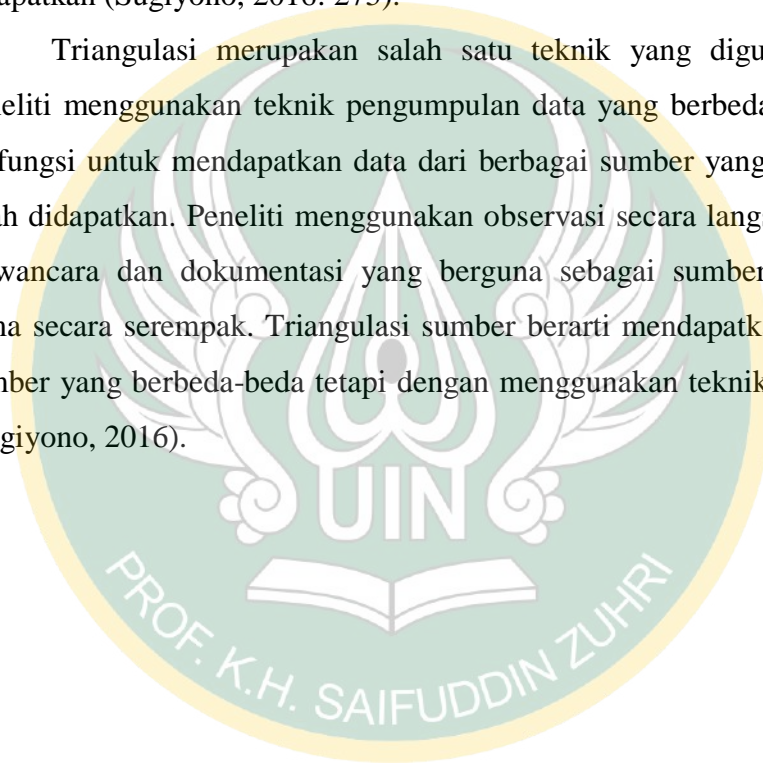 apatkan (Sugiyono, 2016: 273).
Triangulasi merupakan salah satu teknik yang digu
neliti menggunakan teknik pengumpulan data yang berbeda
fungsi untuk mendapatkan data dari berbagai sumber yang
ah didapatkan. Peneliti menggunakan observasi secara langs
wancara dan dokumentasi yang berguna sebagai sumber
na secara serempak. Triangulasi sumber berarti mendapatk
mber yang berbeda-beda tetapi dengan menggunakan teknik
giyono, 2016).
UIN
PROF. K.H. SAIFUDDIN ZUHRI